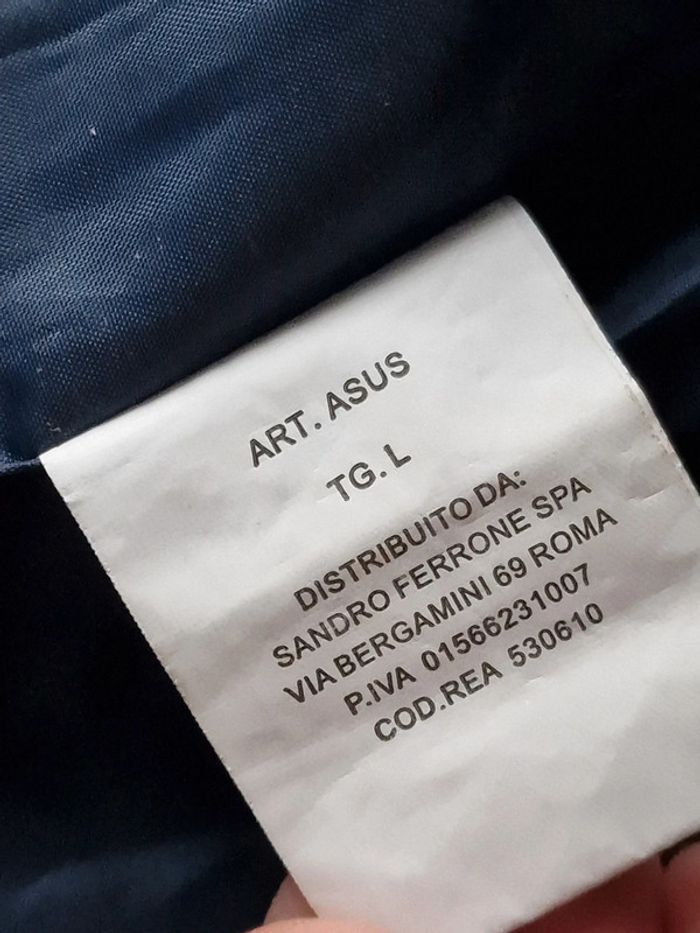 ART. ASUS
TG. L
DISTRIBUITO DA:
SANDRO FERRONE SPA
VIA BERGAMINI 69 ROMA
P.IVA 01566231007
COD.REA 530610